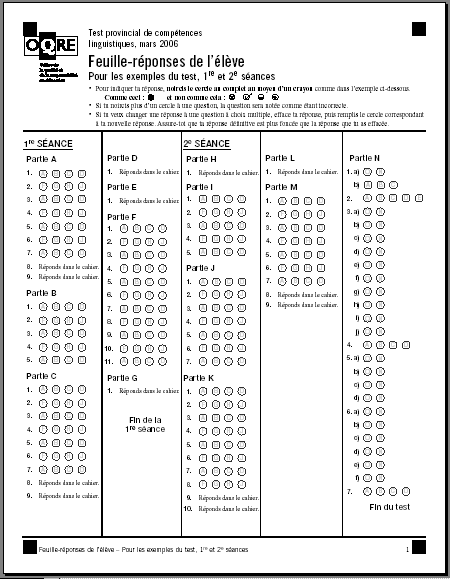 OQRE
Test provincial de compétences
linguistiques, mars 2006
Feuille-réponses de l'élève
Pour les exemples du test, 1re et 2e séances
• Pour indiquer ta réponse, noircis le cercle au complet au moyen d'un crayon comme dans l'exemple ci-dessous.
Comme ceci : et non comme cela :
• Si tu noircis plus d'un cercle à une question, la question sera notée comme étant incorrecte.
• Si tu veux changer une réponse à une question à choix multiple, efface ta réponse, puis remplis le cercle correspondant
à ta nouvelle réponse. Assure-toi que ta réponse définitive est plus foncée que la réponse que tu as effacée.
1re SÉANCE
Partie A
1.
2.
3.
4.
5.
6.
7.
8. Réponds dans le cahier.
9. Réponds dans le cahier.
Partie B
1.
2.
3.
4.
5.
Partie C
1.
2.
3.
4.
5.
6.
7.
8. Réponds dans le cahier.
9. Réponds dans le cahier.
Partie D
1. Réponds dans le cahier.
Partie E
1. Réponds dans le cahier.
Partie F
1.
2.
3.
4.
5.
6.
7.
8.
9.
10.
11.
Partie G
1. Réponds dans le cahier.
Fin de la
1re séance
2e SÉANCE
Partie H
1. Réponds dans le cahier.
Partie I
1.
2.
3.
4.
5.
Partie J
1.
2.
3.
4.
5.
6.
7.
Partie K
1.
2.
3.
4.
5.
6.
7.
8.
9. Réponds dans le cahier.
10. Réponds dans le cahier.
Partie L
1. Réponds dans le cahier.
Partie M
1.
2.
3.
4.
5.
6.
7.
8. Réponds dans le cahier.
9. Réponds dans le cahier.
Partie N
1. a)
b)
2.
3. a)
b)
c)
d)
e)
f)
g)
h)
i)
j)
4.
5. a)
b)
c)
d)
6. a)
b)
c)
d)
e)
f)
7.
Fin du test
Feuille-réponses de l'élève – Pour les exemples du test, 1re et 2e séances
1